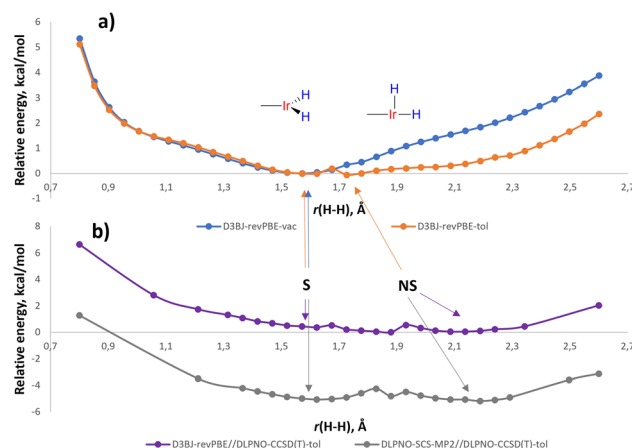 a)
Relative energy, kcal/mol
6
5
4
3
2
1
0
-1
H
Ir
H
H
Ir
H
0,7 0,9 1,1 1,3 1,5 1,7 1,9 2,1 2,3 2,5 2,7
r(H-H), Å
D3BJ-revPBE-vac D3BJ-revPBE-tol
b)
Relative energy, kcal/mol
8
6
4
2
0
-2
-4
-6
S NS
0,7 0,9 1,1 1,3 1,5 1,7 1,9 2,1 2,3 2,5 2,7
r(H-H), Å
D3BJ-revPBE//DLPNO-CCSD(T)-tol DLPNO-SCS-MP2//DLPNO-CCSD(T)-tol